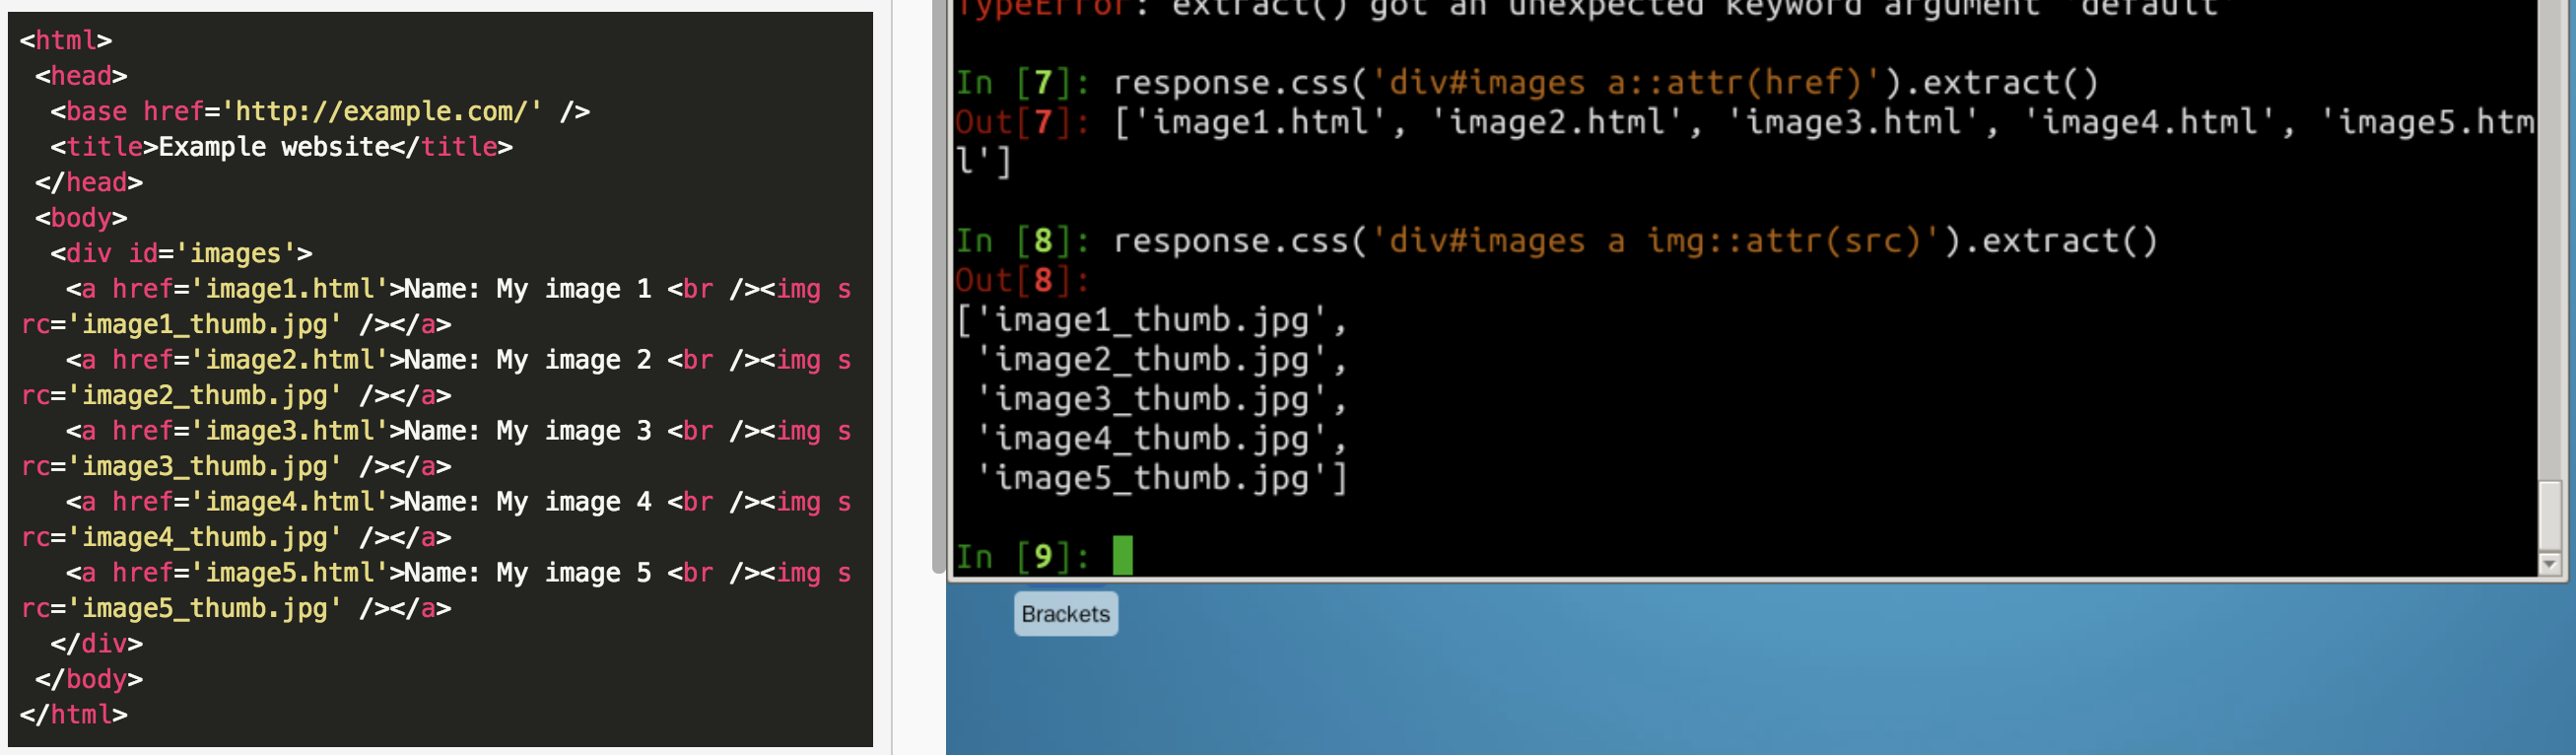 <html>
<head>
<base href='http://example.com/' />
<title>Example website</title>
</head>
<body>
<div id='images'>
<a href='image1.html'>Name: My image 1 <br /><img s
rc='image1_thumb.jpg' /></a>
<a href='image2.html'>Name: My image 2 <br /><img s
rc='image2_thumb.jpg' /></a>
<a href='image3.html'>Name: My image 3 <br /><img s
rc='image3_thumb.jpg' /></a>
<a href='image4.html'>Name: My image 4 <br /><img s
rc='image4_thumb.jpg' /></a>
<a href='image5.html'>Name: My image 5 <br /><img s
rc='image5_thumb.jpg' /></a>
</div>
</body>
</html>
TypeError: extract() got an unexpected keyword argument 'default'
In [7]: response.css('div#images a::attr(href)').extract()
Out[7]: ['image1.html', 'image2.html', 'image3.html', 'image4.html', 'image5.htm
l']
In [8]: response.css('div#images a img::attr(src)').extract()
Out[8]:
['image1_thumb.jpg',
'image2_thumb.jpg',
'image3_thumb.jpg',
'image4_thumb.jpg',
'image5_thumb.jpg']
In [9]:
Brackets